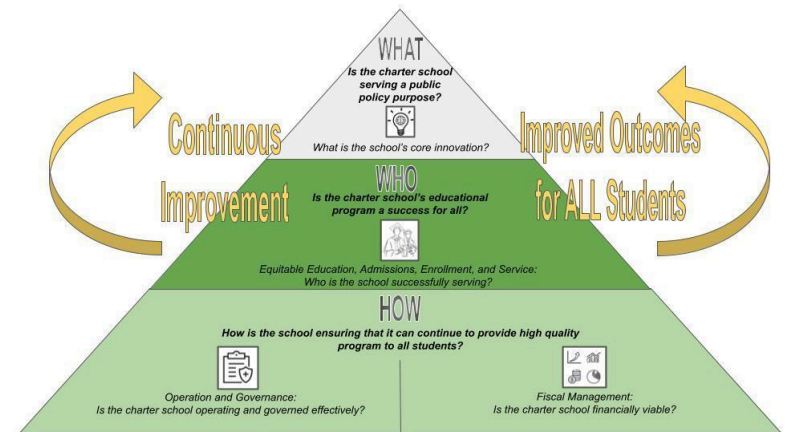 WHAT
Is the charter school
serving a public
policy purpose?
What is the school's core innovation?
Continuous
Improvement
Improved Outcomes
for ALL Students
WHO
Is the charter school's educational
program a success for all?
Equitable Education, Admissions, Enrollment, and Service:
Who is the school successfully serving?
HOW
How is the school ensuring that it can continue to provide high quality
program to all students?
Operation and Governance:
Is the charter school operating and governed effectively?
Fiscal Management:
Is the charter school financially viable?